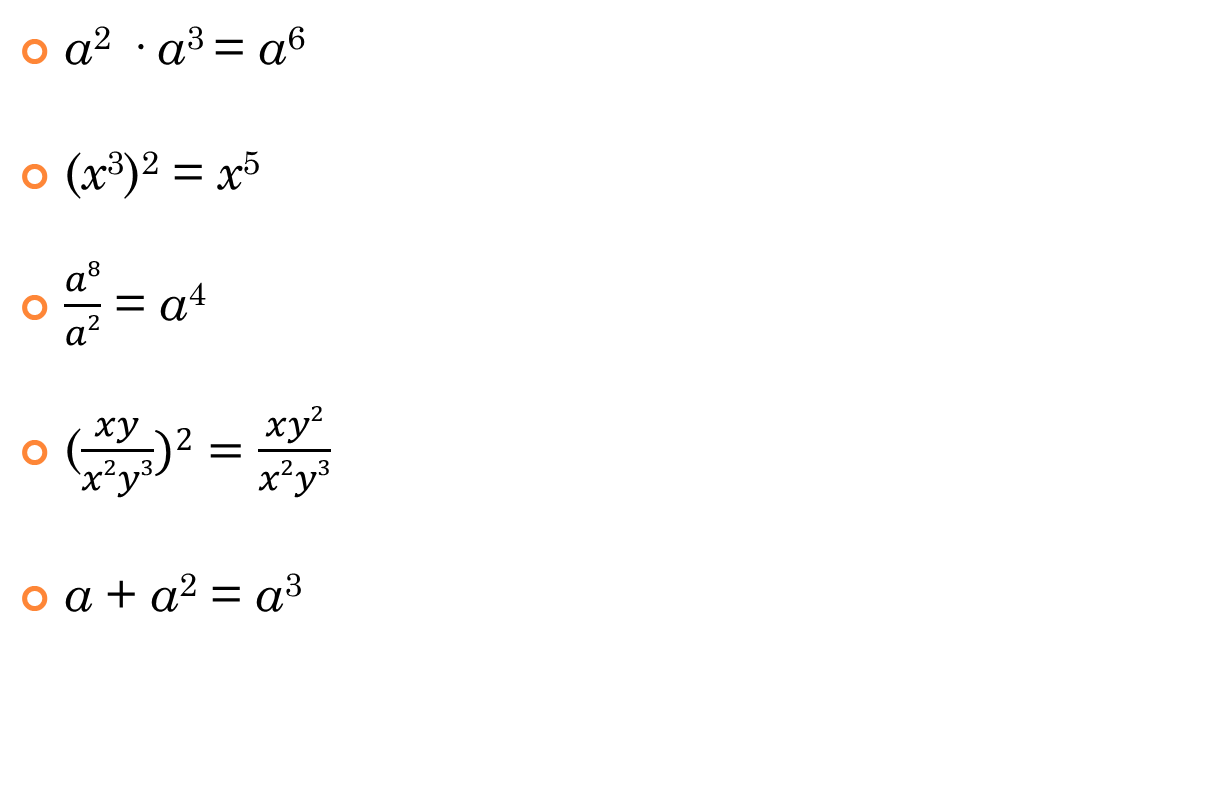 a² · a³ = a⁶
(x³)² = x⁵
a⁸/a² = a⁴
(xy/x²y³)² = xy²/x²y³
a + a² = a³